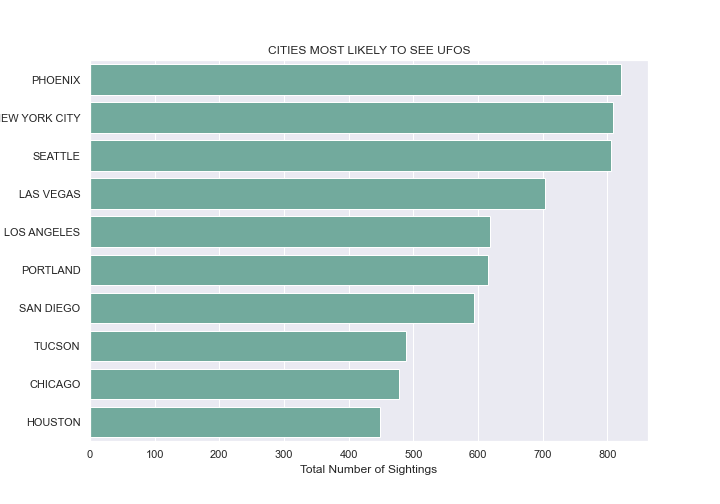 CITIES MOST LIKELY TO SEE UFOS
PHOENIX
EW YORK CITY
SEATTLE
LAS VEGAS
LOS ANGELES
PORTLAND
SAN DIEGO
TUCSON
CHICAGO
HOUSTON
0 100 200 300 400 500 600 700 800
Total Number of Sightings